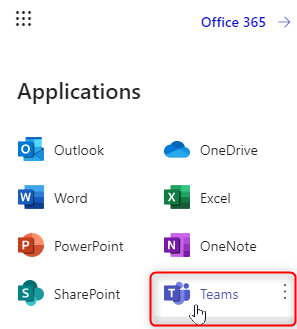 Office 365 →
Applications
Outlook OneDrive
Word Excel
PowerPoint OneNote
SharePoint Teams